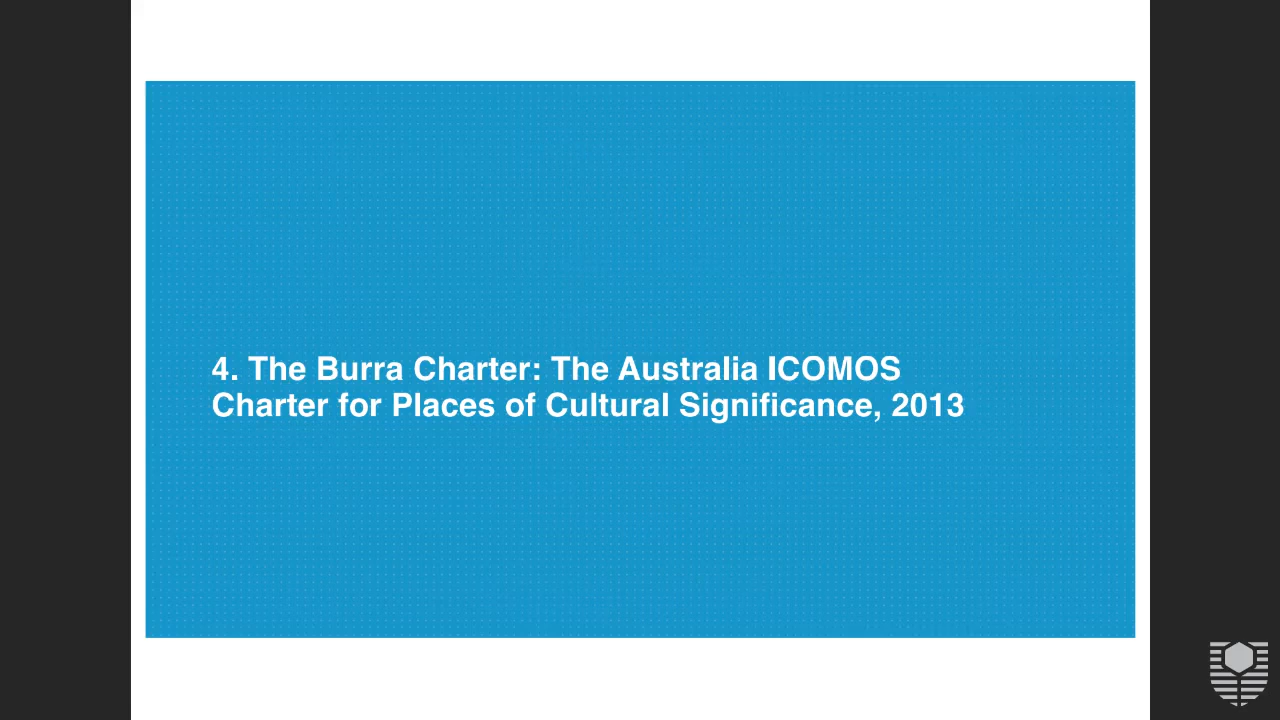 4. The Burra Charter: The Australia ICOMOS
Charter for Places of Cultural Significance, 2013